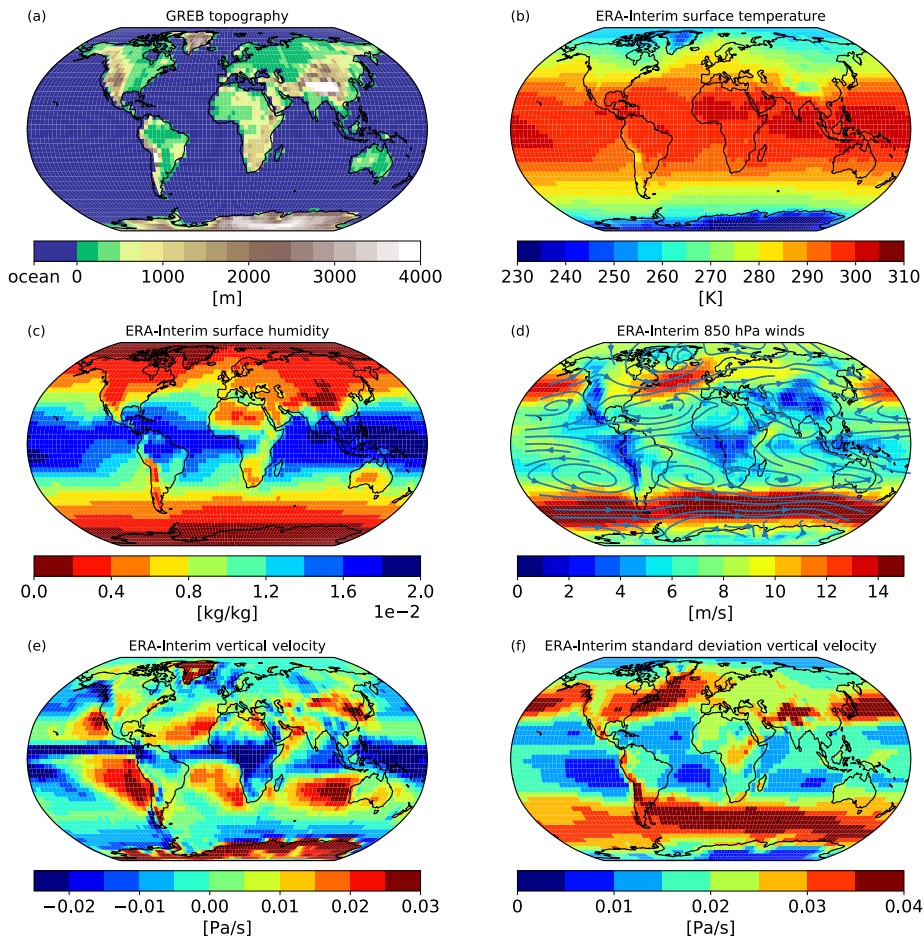 (a) GREB topography
(b) ERA-Interim surface temperature
ocean 0 1000 2000 3000 4000
[m]
230 240 250 260 270 280 290 300 310
[K]
(c) ERA-Interim surface humidity
(d) ERA-Interim 850 hPa winds
0.0 0.4 0.8 1.2 1.6 2.0
[kg/kg] 1e−2
0 2 4 6 8 10 12 14
[m/s]
(e) ERA-Interim vertical velocity
(f) ERA-Interim standard deviation vertical velocity
−0.02 −0.01 0.00 0.01 0.02 0.03
[Pa/s]
0 0.01 0.02 0.03 0.04
[Pa/s]